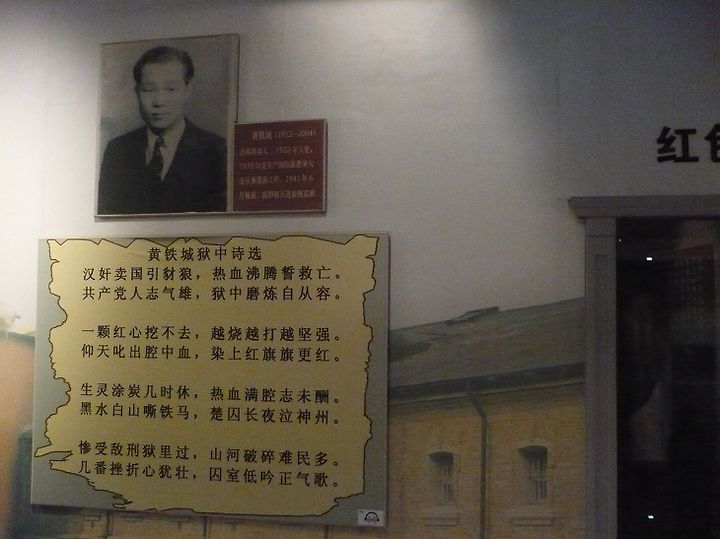 黄铁城（1912—2004）
红色
黄铁城狱中诗选
汉奸卖国引豺狼，热血沸腾誓救亡。
共产党人志气雄，狱中磨炼自从容。
一颗红心挖不去，越烧越打越坚强。
仰天叱出腔中血，染上红旗旗更红。
生灵涂炭几时休，热血满腔志未酬。
黑水白山嘶铁马，楚囚长夜泣神州。
惨受敌刑狱里过，山河破碎难民多。
几番挫折心犹壮，囚室低吟正气歌。